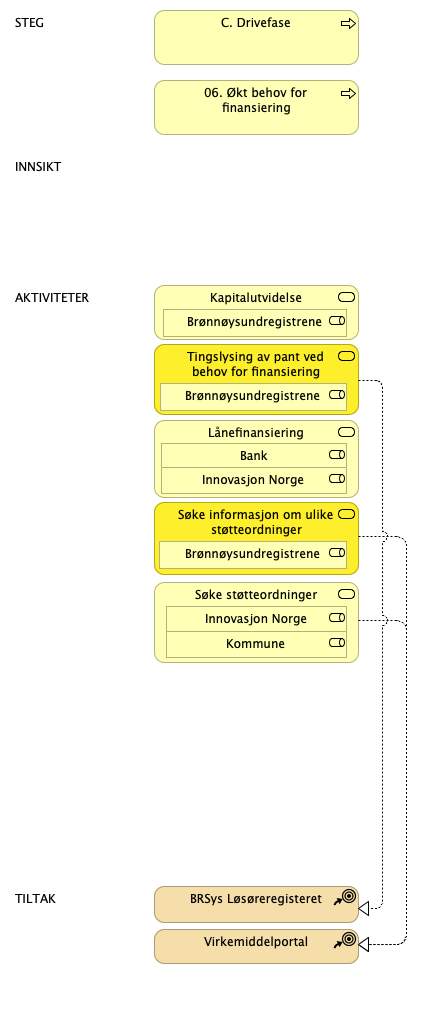 STEG
C. Drivefase
06. Økt behov for
finansiering
INNSIKT
AKTIVITETER
Kapitalutvidelse
Brønnøysundregistrene
Tingslysing av pant ved
behov for finansiering
Brønnøysundregistrene
Lånefinansiering
Bank
Innovasjon Norge
Søke informasjon om ulike
støtteordninger
Brønnøysundregistrene
Søke støtteordninger
Innovasjon Norge
Kommune
TILTAK
BRSys Løsøreregisteret
Virkemiddelportal